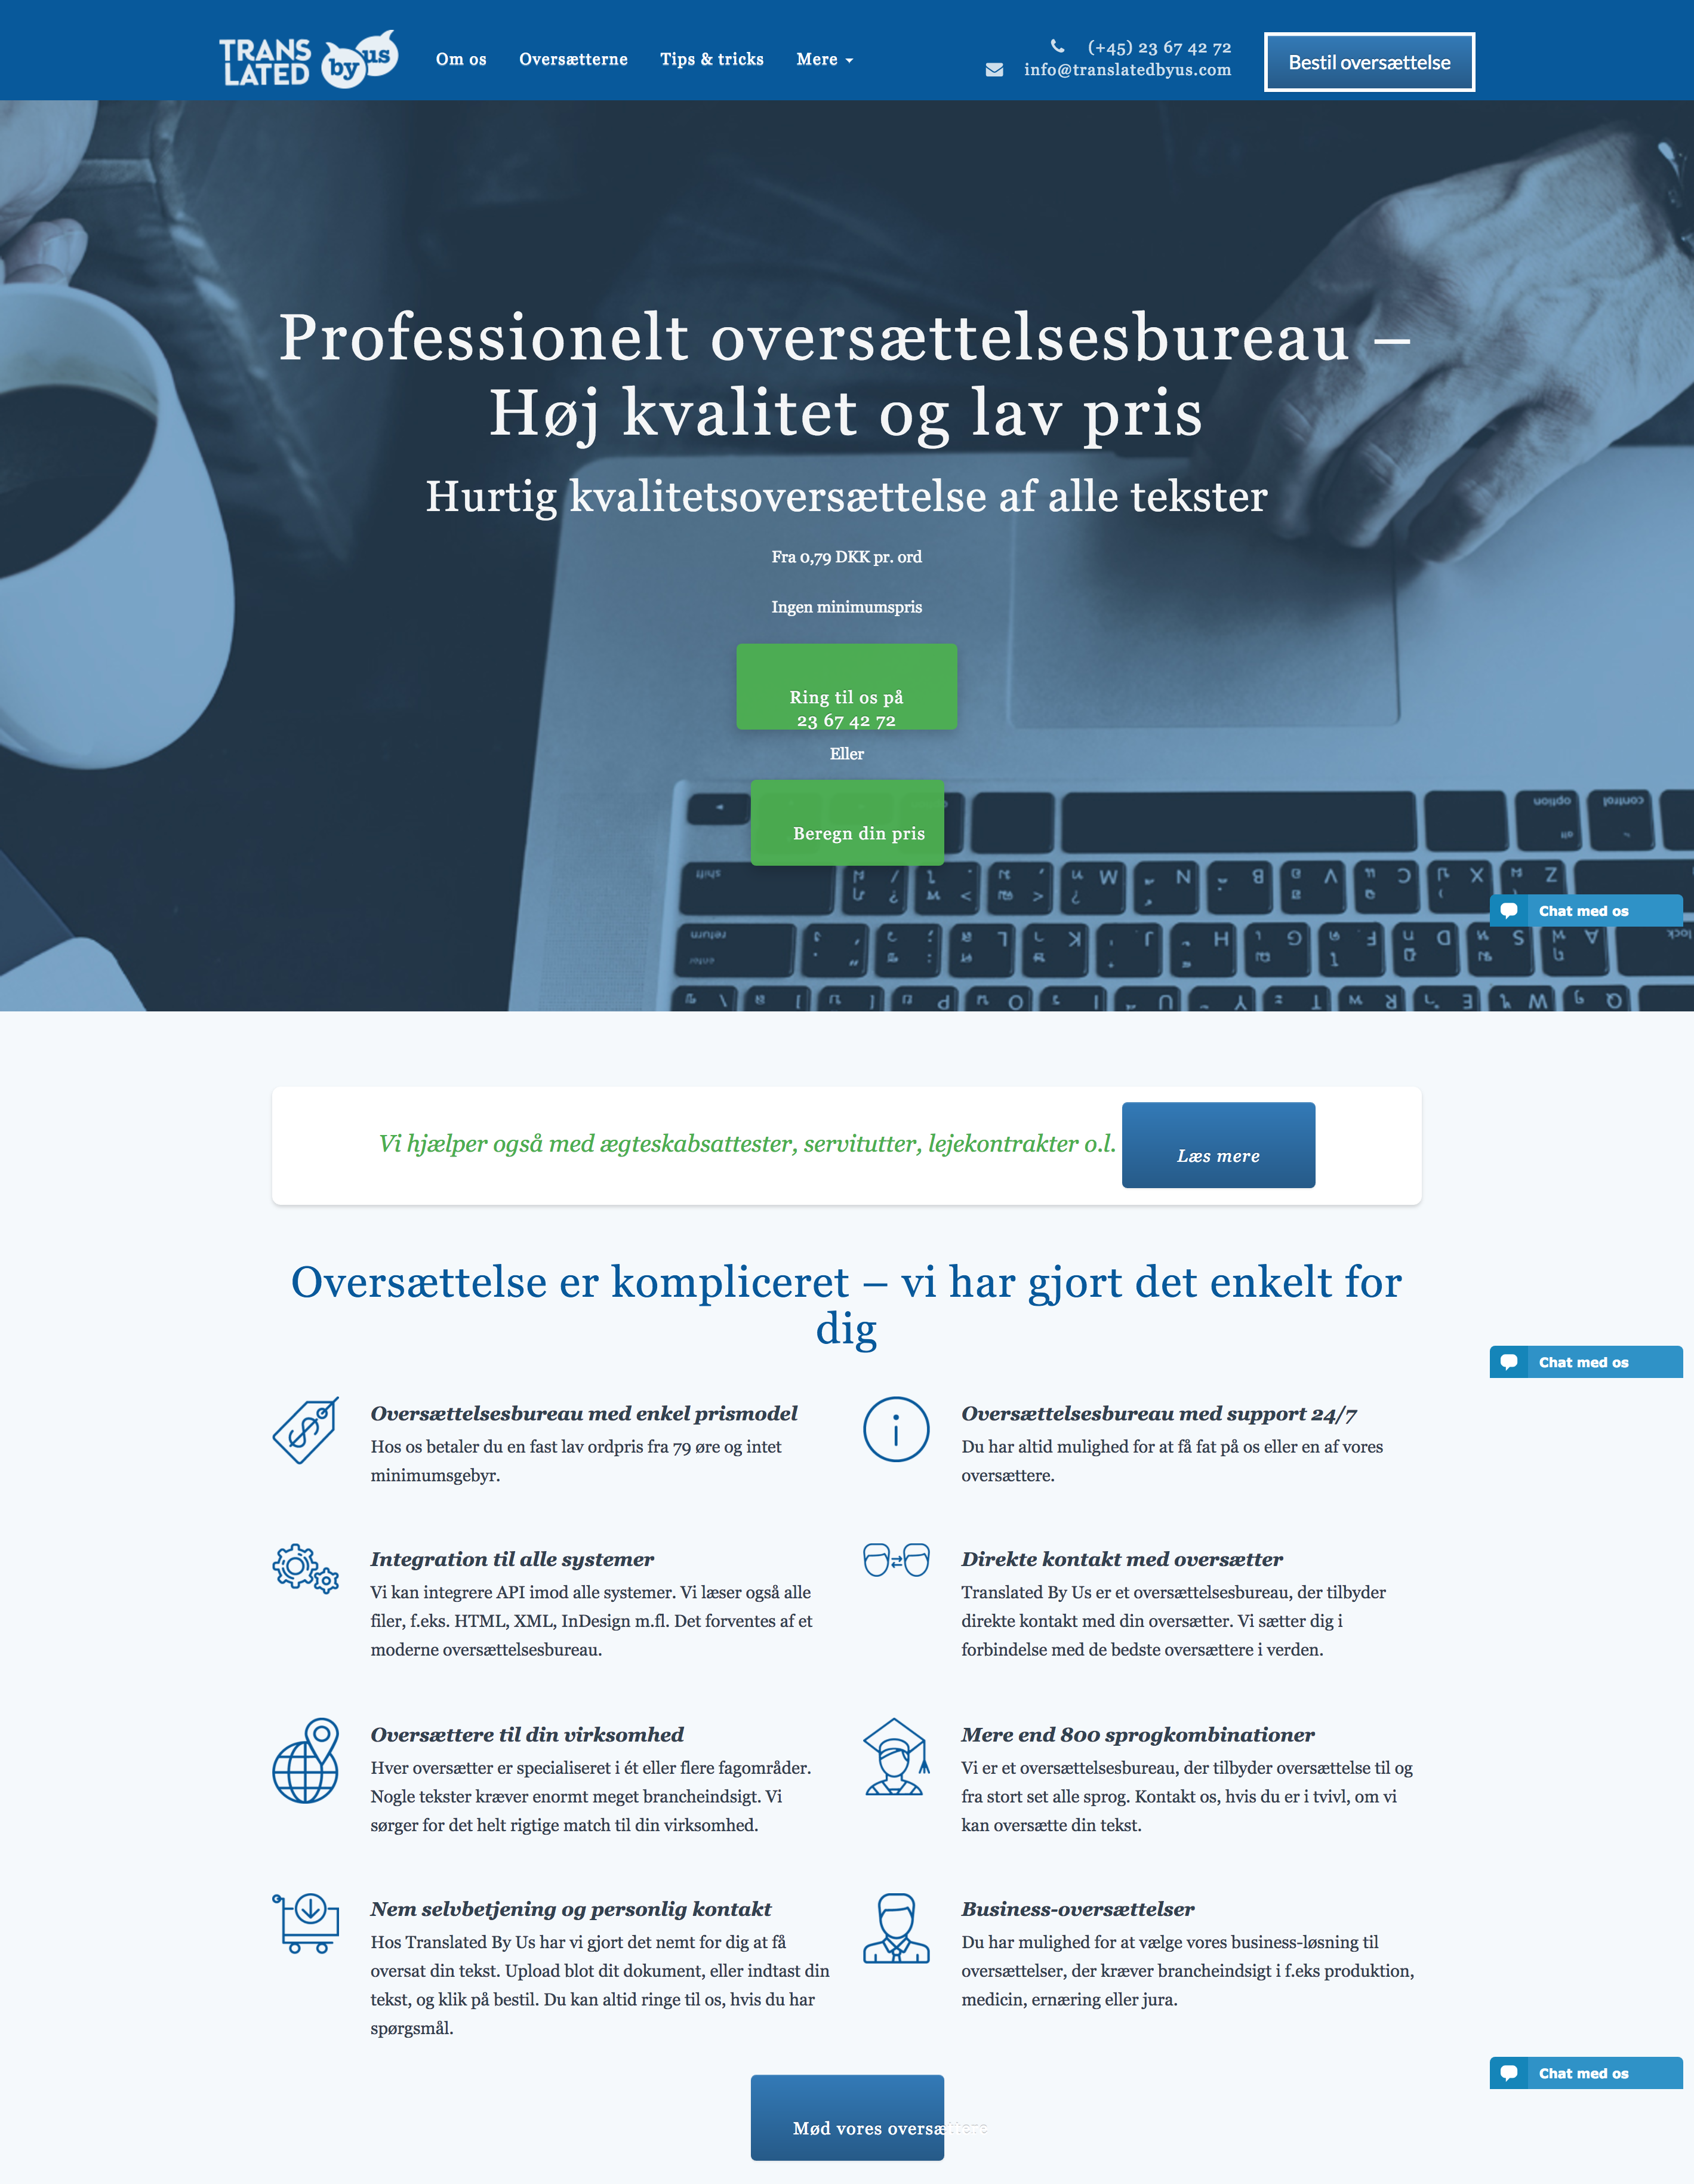 TRANS
LATED
by us
Om os
Oversætterne
Tips & tricks
Mere
(+45) 23 67 42 72
info@translatedbyus.com
Bestil oversættelse
Professionelt oversættelsesbureau –
Høj kvalitet og lav pris
Hurtig kvalitetsoversættelse af alle tekster
Fra 0,79 DKK pr. ord
Ingen minimumspris
Ring til os på
23 67 42 72
Eller
Beregn din pris
Chat med os
Vi hjælper også med ægteskabsattester, servitutter, lejekontrakter o.l.
Læs mere
Oversættelse er kompliceret – vi har gjort det enkelt for
dig
Chat med os
Oversættelsesbureau med enkel prismodel
Hos os betaler du en fast lav ordpris fra 79 øre og intet
minimumsgebyr.
Oversættelsesbureau med support 24/7
Du har altid mulighed for at få fat på os eller en af vores
oversættere.
Integration til alle systemer
Vi kan integrere API imod alle systemer. Vi læser også alle
filer, f.eks. HTML, XML, InDesign m.fl. Det forventes af et
moderne oversættelsesbureau.
Direkte kontakt med oversætter
Translated By Us er et oversættelsesbureau, der tilbyder
direkte kontakt med din oversætter. Vi sætter dig i
forbindelse med de bedste oversættere i verden.
Oversættere til din virksomhed
Hver oversætter er specialiseret i ét eller flere fagområder.
Nogle tekster kræver enormt meget brancheindsigt. Vi
sørger for det helt rigtige match til din virksomhed.
Mere end 800 sprogkombinationer
Vi er et oversættelsesbureau, der tilbyder oversættelse til og
fra stort set alle sprog. Kontakt os, hvis du er i tvivl, om vi
kan oversætte din tekst.
Nem selvbetjening og personlig kontakt
Hos Translated By Us har vi gjort det nemt for dig at få
oversat din tekst. Upload blot dit dokument, eller indtast din
tekst, og klik på bestil. Du kan altid ringe til os, hvis du har
spørgsmål.
Business-oversættelser
Du har mulighed for at vælge vores business-løsning til
oversættelser, der kræver brancheindsigt i f.eks produktion,
medicin, ernæring eller jura.
Chat med os
Mød vores oversættere